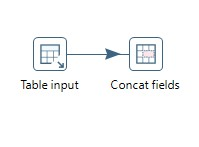 Table input
Concat fields